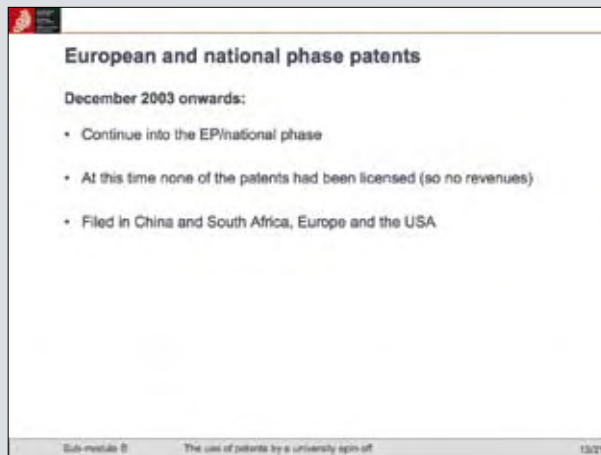 European and national phase patents
December 2003 onwards:
• Continue into the EP/national phase
• At this time none of the patents had been licensed (so no revenues)
• Filed in China and South Africa, Europe and the USA
Sub-module B The use of patents by a university spin-off